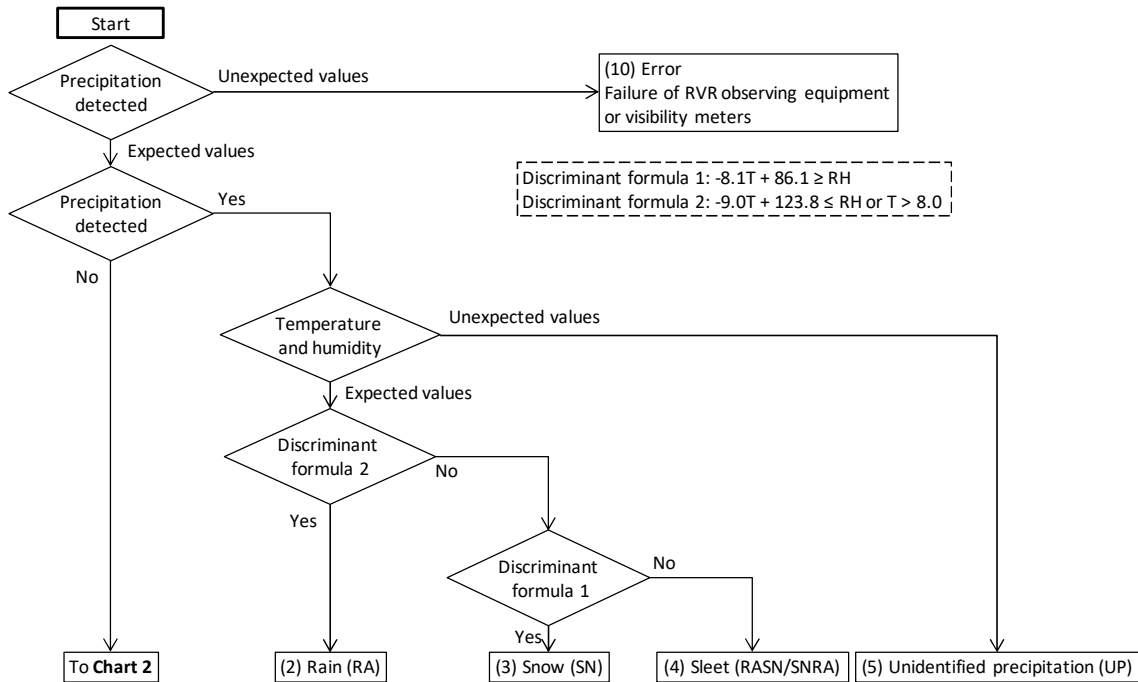 Start
Precipitation
detected
Unexpected values
(10) Error
Failure of RVR observing equipment
or visibility meters
Expected values
Discriminant formula 1: -8.1T + 86.1 ≥ RH
Discriminant formula 2: -9.0T + 123.8 ≤ RH or T > 8.0
Precipitation
detected
Yes
No
Temperature
and humidity
Unexpected values
Expected values
Discriminant
formula 2
No
Yes
Discriminant
formula 1
No
Yes
To Chart 2
(2) Rain (RA)
(3) Snow (SN)
(4) Sleet (RASN/SNRA)
(5) Unidentified precipitation (UP)